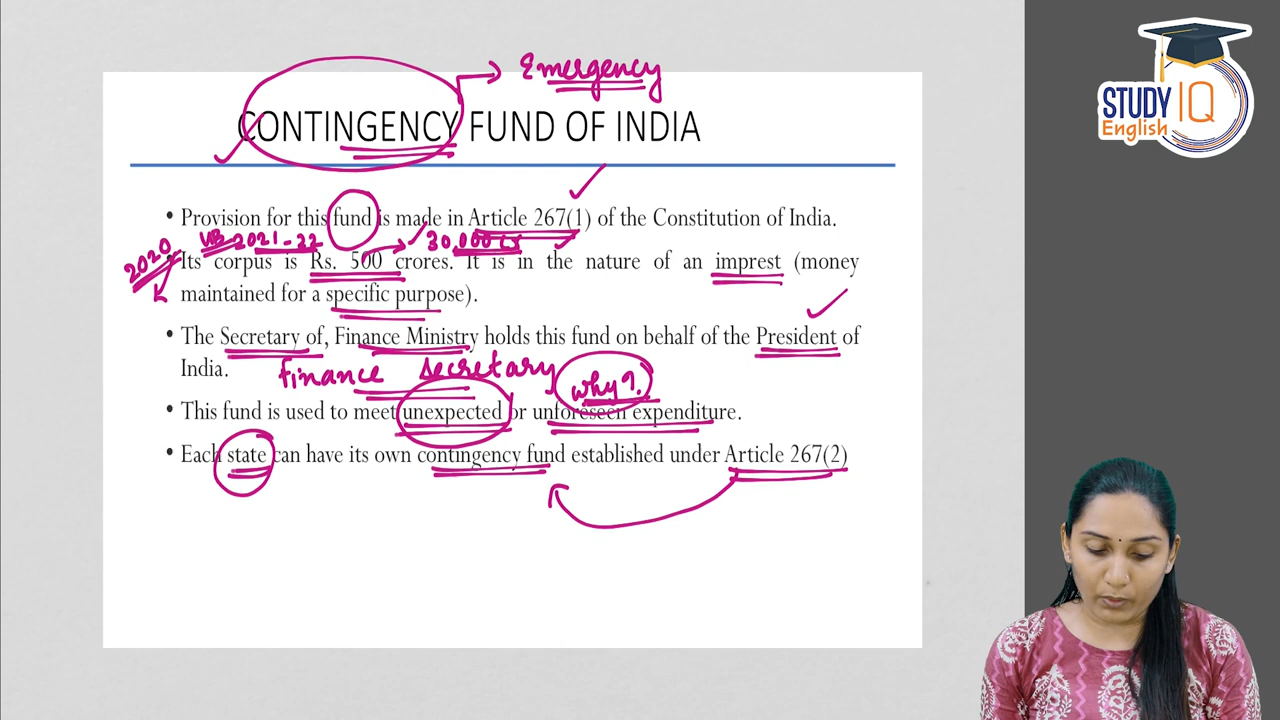 Emergency
CONTINGENCY FUND OF INDIA
STUDY IQ
English
• Provision for this fund is made in Article 267(1) of the Constitution of India.
2020 UB 2021-22 30,000 cr
• Its corpus is Rs. 500 crores. It is in the nature of an imprest (money
maintained for a specific purpose).
• The Secretary of, Finance Ministry holds this fund on behalf of the President of
India.
Finance Secretary why?
• This fund is used to meet unexpected or unforeseen expenditure.
• Each state can have its own contingency fund established under Article 267(2)